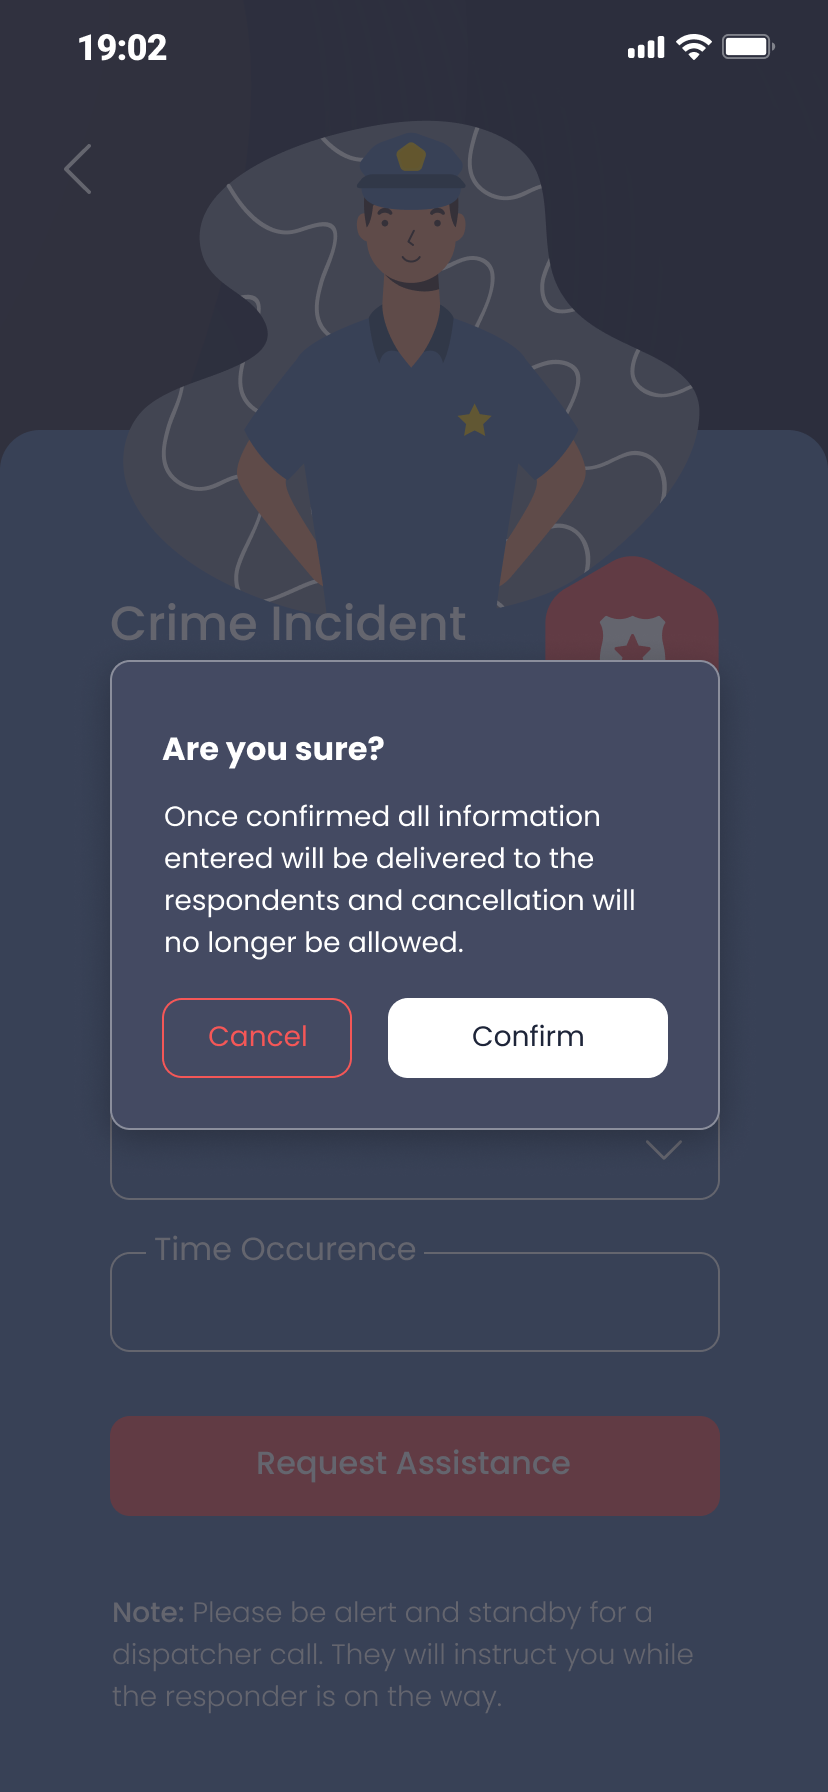 19:02
Crime Incident
Are you sure?
Once confirmed all information
entered will be delivered to the
respondents and cancellation will
no longer be allowed.
Cancel
Confirm
Time Occurence
Request Assistance
Note: Please be alert and standby for a
dispatcher call. They will instruct you while
the responder is on the way.